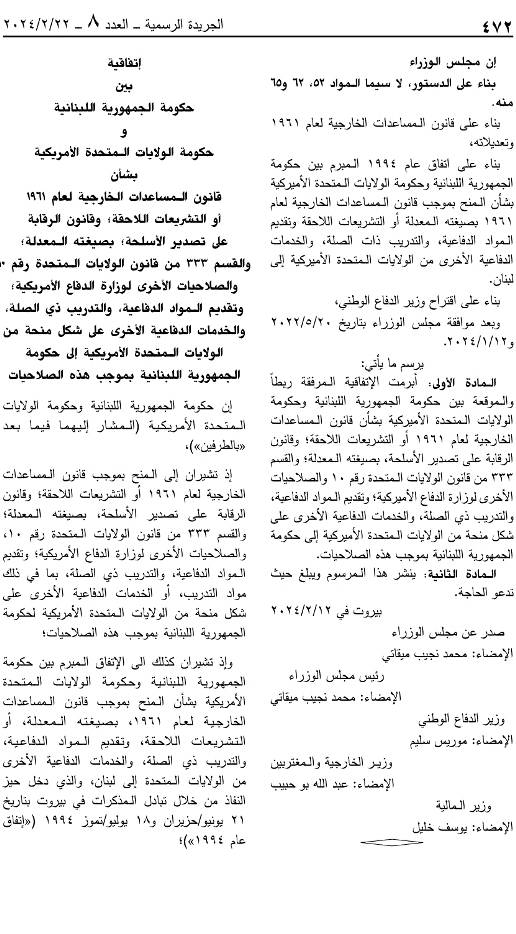 ٤٧٢
الجريدة الرسمية ـ العدد ٨ ـ ٢٠٢٤/٢/٢٢
إن مجلس الوزراء
بناء على الدستور، لا سيما المواد ٥٢، ٦٢ و٦٥
منه.
بناء على قانون المساعدات الخارجية لعام ١٩٦١
وتعديلاته،
بناء على اتفاق عام ١٩٩٤ المبرم بين حكومة
الجمهورية اللبنانية وحكومة الولايات المتحدة الأميركية
بشأن المنح بموجب قانون المساعدات الخارجية لعام
١٩٦١ بصيغته المعدلة أو التشريعات اللاحقة وتقديم
المواد الدفاعية، والتدريب ذات الصلة، والخدمات
الدفاعية الأخرى من الولايات المتحدة الأميركية إلى
لبنان.
بناء على اقتراح وزير الدفاع الوطني،
وبعد موافقة مجلس الوزراء بتاريخ ٢٠٢٢/٥/٢٠
و٢٠٢٤/١/١٢.
يرسم ما يأتي:
المادة الأولى: أبرمت الإتفاقية المرفقة ربطاً
والموقعة بين حكومة الجمهورية اللبنانية وحكومة
الولايات المتحدة الأميركية بشأن قانون المساعدات
الخارجية لعام ١٩٦١ أو التشريعات اللاحقة؛ وقانون
الرقابة على تصدير الأسلحة، بصيغته المعدلة؛ والقسم
٣٣٣ من قانون الولايات المتحدة رقم ١٠ والصلاحيات
الأخرى لوزارة الدفاع الأميركية؛ وتقديم المواد الدفاعية،
والتدريب ذي الصلة، والخدمات الدفاعية الأخرى على
شكل منحة من الولايات المتحدة الأميركية إلى حكومة
الجمهورية اللبنانية بموجب هذه الصلاحيات.
المادة الثانية: ينشر هذا المرسوم ويبلغ حيث
تدعو الحاجة.
بيروت في ٢٠٢٤/٢/١٢
صدر عن مجلس الوزراء
الإمضاء: محمد نجيب ميقاتي
رئيس مجلس الوزراء
الإمضاء: محمد نجيب ميقاتي
وزير الدفاع الوطني
الإمضاء: موريس سليم
وزير الخارجية والمغتربين
الإمضاء: عبد الله بو حبيب
وزير المالية
الإمضاء: يوسف خليل
إتفاقية
بين
حكومة الجمهورية اللبنانية
و
حكومة الولايات المتحدة الأمريكية
بشأن
قانون المساعدات الخارجية لعام ١٩٦١
أو التشريعات اللاحقة؛ وقانون الرقابة
على تصدير الأسلحة؛ بصيغته المعدلة؛
والقسم ٣٣٣ من قانون الولايات المتحدة رقم ١٠
والصلاحيات الأخرى لوزارة الدفاع الأميركية؛
وتقديم المواد الدفاعية، والتدريب ذي الصلة،
والخدمات الدفاعية الأخرى على شكل منحة من
الولايات المتحدة الأمريكية إلى حكومة
الجمهورية اللبنانية بموجب هذه الصلاحيات
إن حكومة الجمهورية اللبنانية وحكومة الولايات
المتحدة الأمريكية (المشار إليهما فيما بعد
«بالطرفين»)،
إذ تشيران إلى المنح بموجب قانون المساعدات
الخارجية لعام ١٩٦١ أو التشريعات اللاحقة؛ وقانون
الرقابة على تصدير الأسلحة، بصيغته المعدلة؛
والقسم ٣٣٣ من قانون الولايات المتحدة رقم ١٠،
والصلاحيات الأخرى لوزارة الدفاع الأميركية؛ وتقديم
المواد الدفاعية، والتدريب ذي الصلة، بما في ذلك
مواد التدريب، أو الخدمات الدفاعية الأخرى على
شكل منحة من الولايات المتحدة الأمريكية لحكومة
الجمهورية اللبنانية بموجب هذه الصلاحيات؛
وإذ تشيران كذلك الى الإتفاق المبرم بين حكومة
الجمهورية اللبنانية وحكومة الولايات المتحدة
الأمريكية بشأن المنح بموجب قانون المساعدات
الخارجية لعام ١٩٦١، بصيغته المعدلة، أو
التشريعات اللاحقة، وتقديم المواد الدفاعية،
والتدريب ذي الصلة، والخدمات الدفاعية الأخرى
من الولايات المتحدة إلى لبنان، والذي دخل حيز
النفاذ من خلال تبادل المذكرات في بيروت بتاريخ
٢١ يونيو/حزيران و١٨ يوليو/تموز ١٩٩٤ («إتفاق
عام ١٩٩٤»)؛